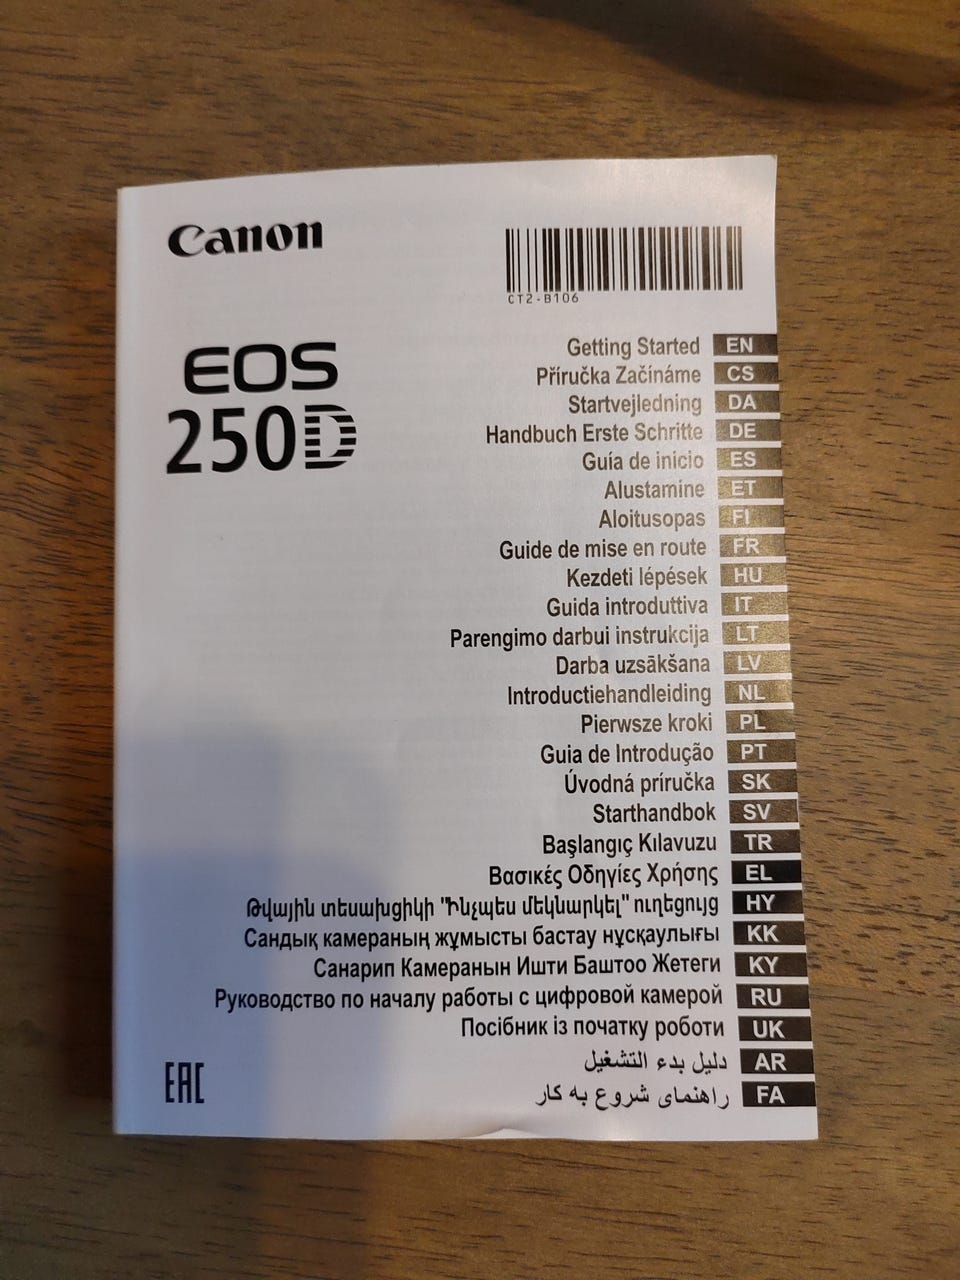 Canon
CT2-B106
EOS
250D
Getting Started EN
Příručka Začínáme CS
Startvejledning DA
Handbuch Erste Schritte DE
Guía de inicio ES
Alustamine ET
Aloitusopas FI
Guide de mise en route FR
Kezdeti lépések HU
Guida introduttiva IT
Parengimo darbui instrukcija LT
Darba uzsākšana LV
Introductiehandleiding NL
Pierwsze kroki PL
Guia de Introdução PT
Úvodná príručka SK
Starthandbok SV
Başlangıç Kılavuzu TR
Βασικές Οδηγίες Χρήσης EL
Թվային տեսախցիկի "Ինչպես մեկնարկել" ուղեցույց HY
Сандық камераның жұмысты бастау нұсқаулығы KK
Санарип Камеранын Ишти Баштоо Жетеги KY
Руководство по началу работы с цифровой камерой RU
Посібник із початку роботи UK
دليل بدء التشغيل AR
راهنمای شروع به کار FA
EAC